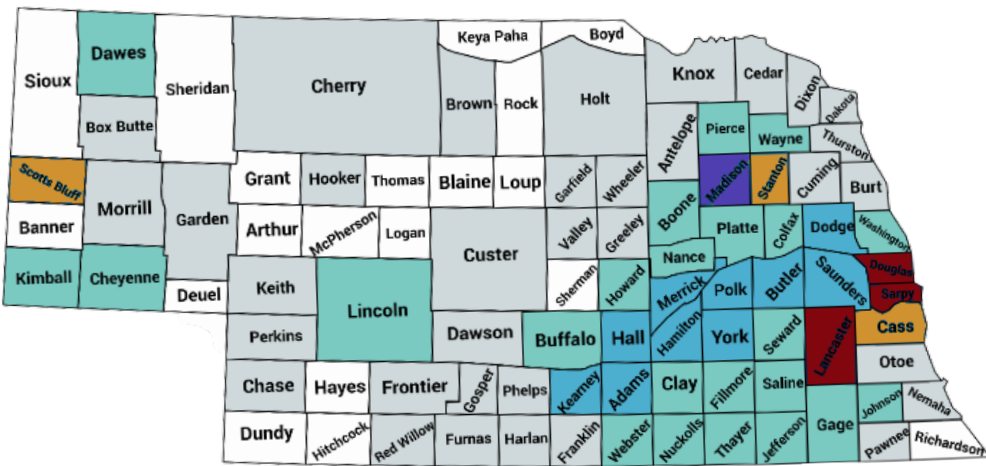 Sioux
Dawes
Sheridan
Box Butte
Scotts Bluff
Banner
Kimball
Cheyenne
Morrill
Garden
Deuel
Cherry
Keya Paha
Boyd
Brown
Rock
Holt
Knox
Cedar
Dixon
Dakota
Antelope
Pierce
Wayne
Thurston
Madison
Stanton
Cuming
Burt
Grant
Hooker
Thomas
Blaine
Loup
Garfield
Wheeler
Boone
Platte
Colfax
Dodge
Washington
Arthur
McPherson
Logan
Custer
Valley
Greeley
Nance
Merrick
Polk
Butler
Saunders
Douglas
Sarpy
Keith
Lincoln
Sherman
Howard
Perkins
Dawson
Buffalo
Hall
Hamilton
York
Seward
Lancaster
Cass
Otoe
Chase
Hayes
Frontier
Gosper
Phelps
Kearney
Adams
Clay
Fillmore
Saline
Gage
Johnson
Nemaha
Dundy
Hitchcock
Red Willow
Furnas
Harlan
Franklin
Webster
Nuckolls
Thayer
Jefferson
Pawnee
Richardson